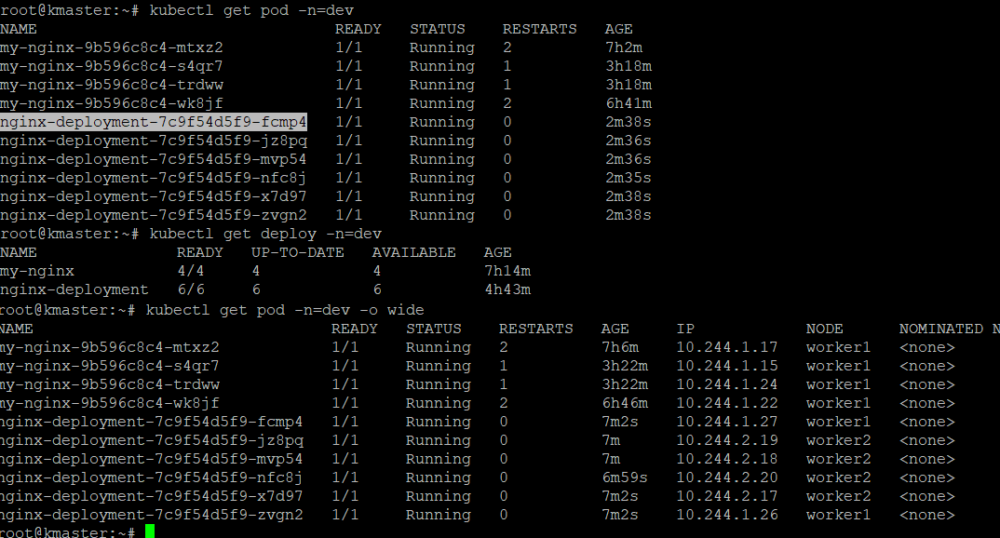 root@kmaster:~# kubectl get pod -n=dev
NAME READY STATUS RESTARTS AGE
my-nginx-9b596c8c4-mtxz2 1/1 Running 2 7h2m
my-nginx-9b596c8c4-s4qr7 1/1 Running 1 3h18m
my-nginx-9b596c8c4-trdww 1/1 Running 1 3h18m
my-nginx-9b596c8c4-wk8jf 1/1 Running 2 6h41m
nginx-deployment-7c9f54d5f9-fcmp4 1/1 Running 0 2m38s
nginx-deployment-7c9f54d5f9-jz8pq 1/1 Running 0 2m36s
nginx-deployment-7c9f54d5f9-mvp54 1/1 Running 0 2m36s
nginx-deployment-7c9f54d5f9-nfc8j 1/1 Running 0 2m35s
nginx-deployment-7c9f54d5f9-x7d97 1/1 Running 0 2m38s
nginx-deployment-7c9f54d5f9-zvgn2 1/1 Running 0 2m38s
root@kmaster:~# kubectl get deploy -n=dev
NAME READY UP-TO-DATE AVAILABLE AGE
my-nginx 4/4 4 4 7h14m
nginx-deployment 6/6 6 6 4h43m
root@kmaster:~# kubectl get pod -n=dev -o wide
NAME READY STATUS RESTARTS AGE IP NODE NOMINATED N
my-nginx-9b596c8c4-mtxz2 1/1 Running 2 7h6m 10.244.1.17 worker1 <none>
my-nginx-9b596c8c4-s4qr7 1/1 Running 1 3h22m 10.244.1.15 worker1 <none>
my-nginx-9b596c8c4-trdww 1/1 Running 1 3h22m 10.244.1.24 worker1 <none>
my-nginx-9b596c8c4-wk8jf 1/1 Running 2 6h46m 10.244.1.22 worker1 <none>
nginx-deployment-7c9f54d5f9-fcmp4 1/1 Running 0 7m2s 10.244.1.27 worker1 <none>
nginx-deployment-7c9f54d5f9-jz8pq 1/1 Running 0 7m 10.244.2.19 worker2 <none>
nginx-deployment-7c9f54d5f9-mvp54 1/1 Running 0 7m 10.244.2.18 worker2 <none>
nginx-deployment-7c9f54d5f9-nfc8j 1/1 Running 0 6m59s 10.244.2.20 worker2 <none>
nginx-deployment-7c9f54d5f9-x7d97 1/1 Running 0 7m2s 10.244.2.17 worker2 <none>
nginx-deployment-7c9f54d5f9-zvgn2 1/1 Running 0 7m2s 10.244.1.26 worker1 <none>
root@kmaster:~#